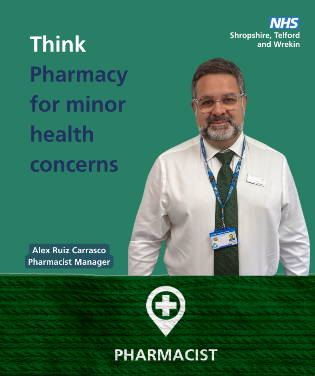 NHS
Shropshire, Telford
and Wrekin
Think
Pharmacy
for minor
health
concerns
Alex Ruiz Carrasco
Pharmacist Manager
PHARMACIST